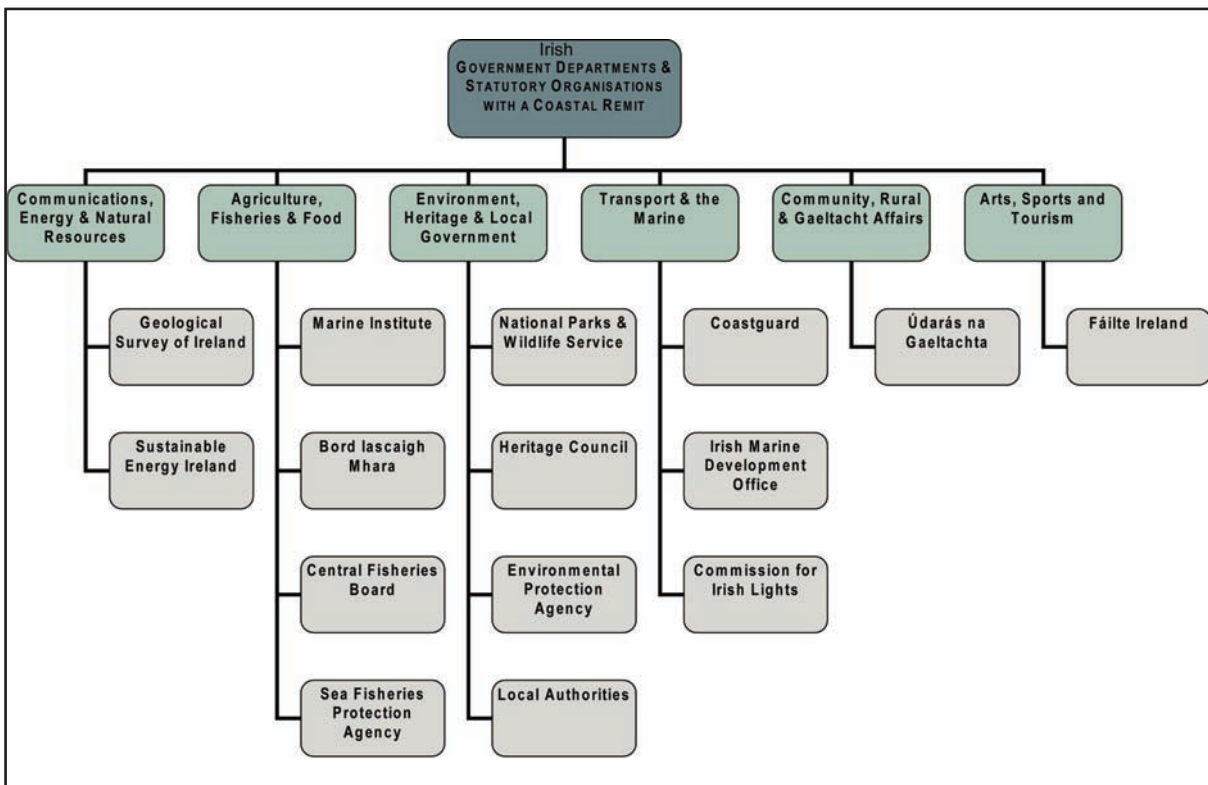 Irish
GOVERNMENT DEPARTMENTS &
STATUTORY ORGANISATIONS
WITH A COASTAL REMIT
Communications,
Energy & Natural
Resources
Agriculture,
Fisheries & Food
Environment,
Heritage & Local
Government
Transport & the
Marine
Community, Rural
& Gaeltacht Affairs
Arts, Sports and
Tourism
Geological
Survey of Ireland
Marine Institute
National Parks &
Wildlife Service
Coastguard
Údarás na
Gaeltachta
Fáilte Ireland
Sustainable
Energy Ireland
Bord Iascaigh
Mhara
Heritage Council
Irish Marine
Development
Office
Central Fisheries
Board
Environmental
Protection
Agency
Commission for
Irish Lights
Sea Fisheries
Protection
Agency
Local Authorities